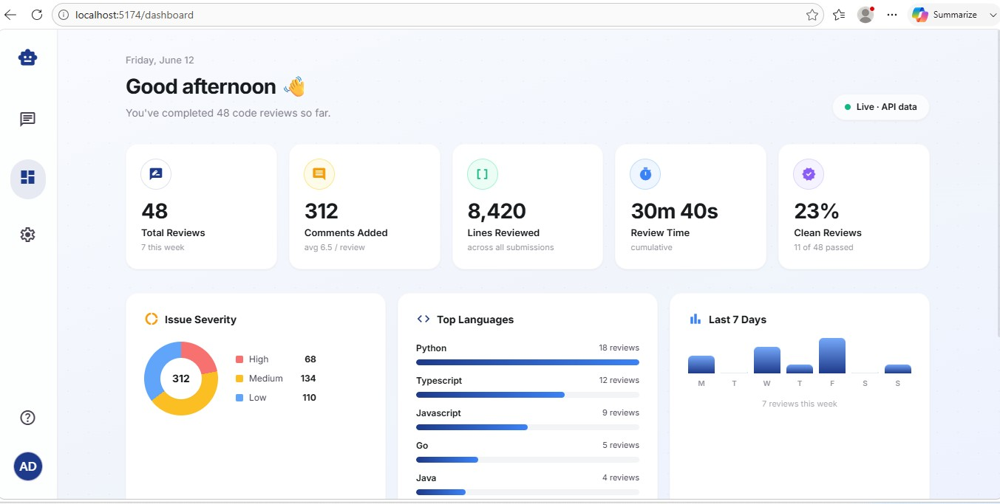 localhost:5174/dashboard
Summarize
Friday, June 12
Good afternoon 👋
You've completed 48 code reviews so far.
Live · API data
48
Total Reviews
7 this week
312
Comments Added
avg 6.5 / review
[ ]
8,420
Lines Reviewed
across all submissions
30m 40s
Review Time
cumulative
23%
Clean Reviews
11 of 48 passed
Issue Severity
312
High 68
Medium 134
Low 110
<> Top Languages
Python 18 reviews
Typescript 12 reviews
Javascript 9 reviews
Go 5 reviews
Java 4 reviews
Last 7 Days
M T W T F S S
7 reviews this week
AD